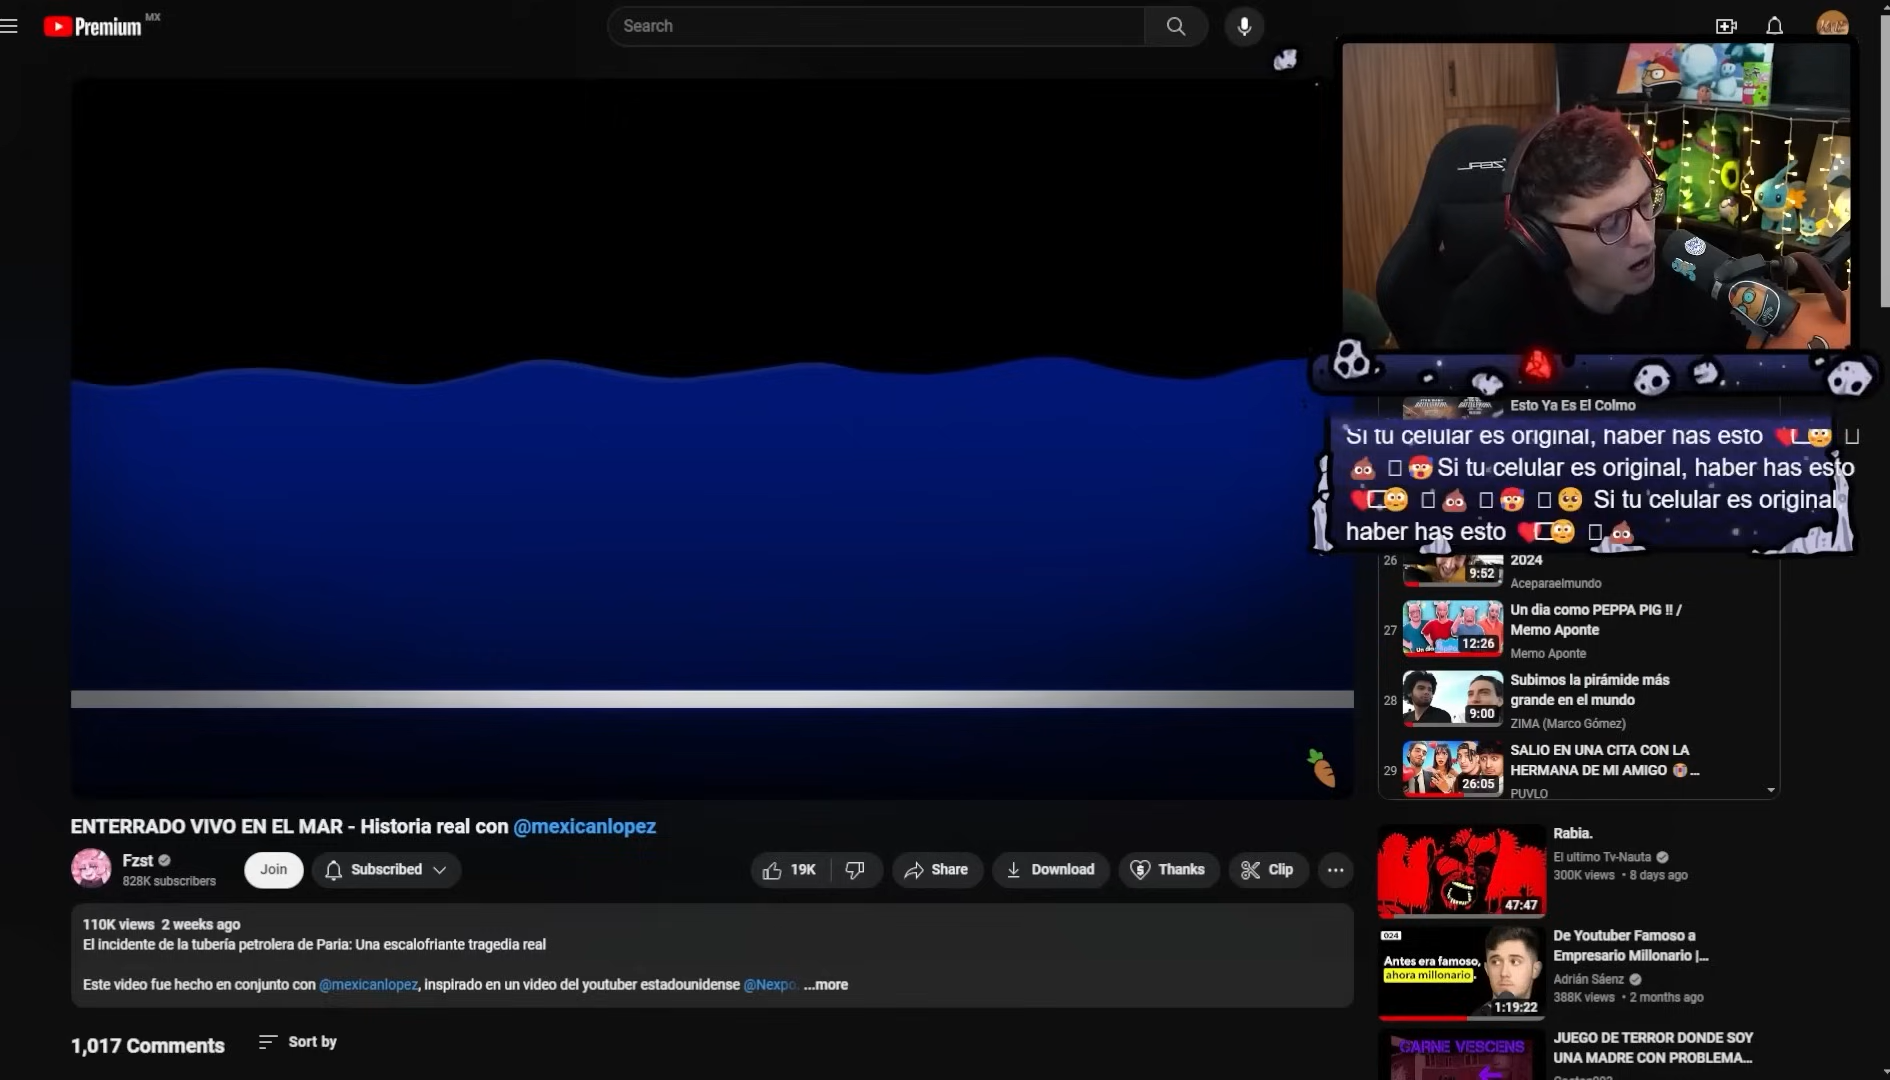 Premium MX
Search
Esto Ya Es El Colmo
Si tu celular es original, haber has esto ❤️😳
💩 🥵Si tu celular es original, haber has esto
❤️😳 💩 🥵 🥺 Si tu celular es original,
haber has esto ❤️😳 💩
26
9:52
2024
Aceparaelmundo
27
12:26
Un dia como PEPPA PIG !! /
Memo Aponte
Memo Aponte
28
9:00
Subimos la pirámide más
grande en el mundo
ZIMA (Marco Gómez)
29
26:05
SALIO EN UNA CITA CON LA
HERMANA DE MI AMIGO 😭...
PUVLO
ENTERRADO VIVO EN EL MAR - Historia real con @mexicanlopez
Fzst
828K subscribers
Join
Subscribed
19K
Share
Download
Thanks
Clip
110K views 2 weeks ago
El incidente de la tubería petrolera de Paria: Una escalofriante tragedia real
Este video fue hecho en conjunto con @mexicanlopez, inspirado en un video del youtuber estadounidense @Nexpo ...more
1,017 Comments
Sort by
47:47
Rabia.
El ultimo Tv-Nauta
300K views • 8 days ago
024
Antes era famoso,
ahora millonario.
1:19:22
De Youtuber Famoso a
Empresario Millonario |...
Adrián Sáenz
388K views • 2 months ago
CARNE VESCENS
JUEGO DE TERROR DONDE SOY
UNA MADRE CON PROBLEMA...